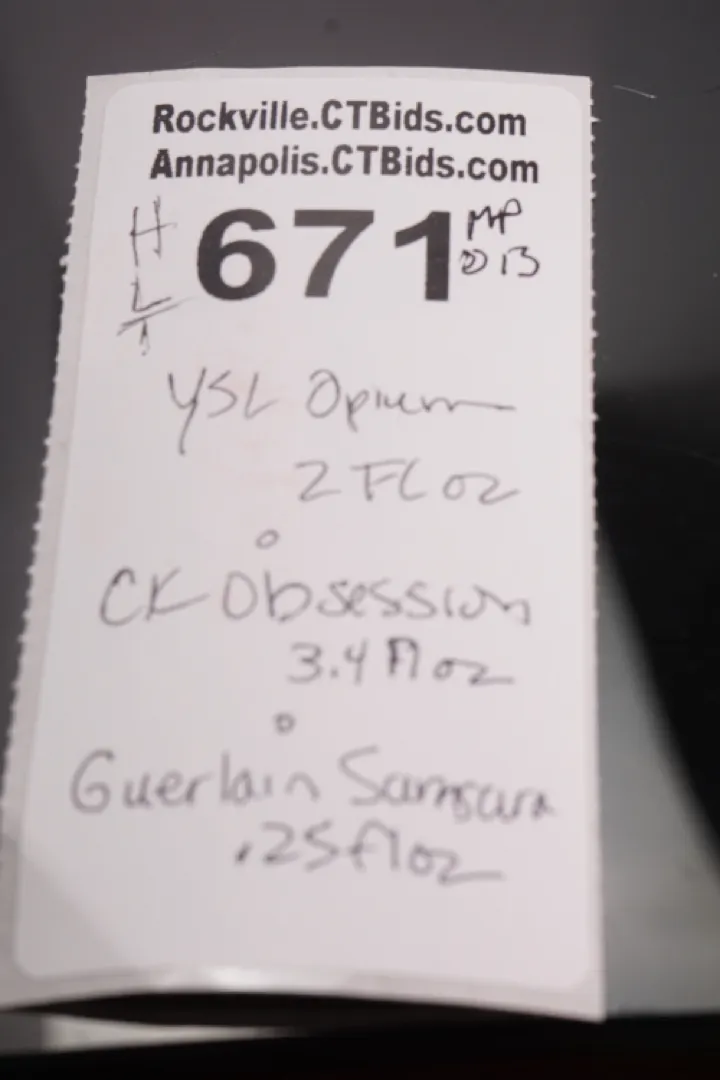 Rockville.CTBids.com
Annapolis.CTBids.com
H 671 MP
L
YSL Opium
2 FL oz
CK Obsession
3.4 Fl oz
Guerlain Samsara
.25 fl oz